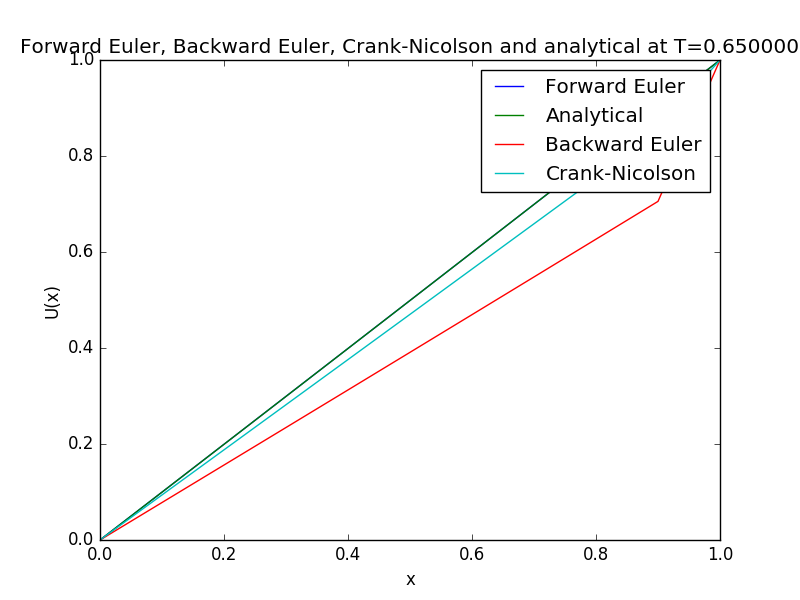 Forward Euler, Backward Euler, Crank-Nicolson and analytical at T=0.650000
1.0
Forward Euler
Analytical
Backward Euler
Crank-Nicolson
0.8
0.6
U(x)
0.4
0.2
0.0
0.0 0.2 0.4 0.6 0.8 1.0
x